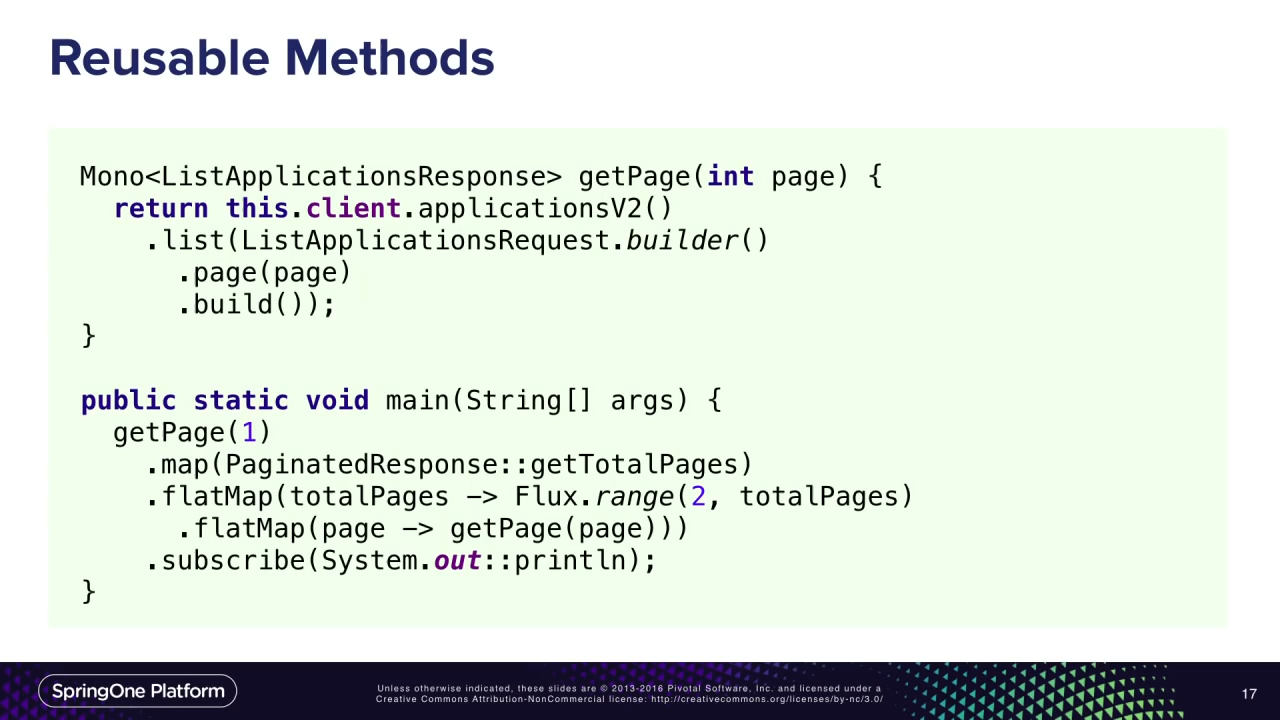 Reusable Methods
Mono<ListApplicationsResponse> getPage(int page) {
  return this.client.applicationsV2()
    .list(ListApplicationsRequest.builder()
      .page(page)
      .build());
}

public static void main(String[] args) {
  getPage(1)
    .map(PaginatedResponse::getTotalPages)
    .flatMap(totalPages -> Flux.range(2, totalPages)
      .flatMap(page -> getPage(page)))
    .subscribe(System.out::println);
}
SpringOne Platform
Unless otherwise indicated, these slides are © 2013-2016 Pivotal Software, Inc. and licensed under a
Creative Commons Attribution-NonCommercial license: http://creativecommons.org/licenses/by-nc/3.0/
17